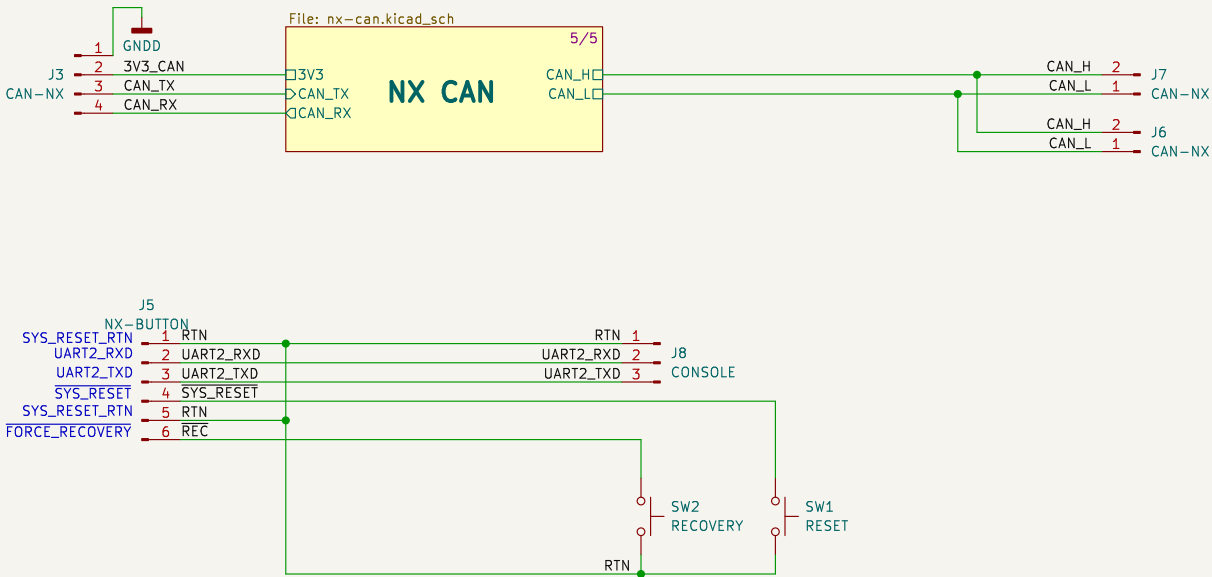 File: nx-can.kicad_sch
5/5
1 GNDD
J3 2 3V3_CAN 3V3 CAN_H CAN_H 2 J7
CAN-NX 3 CAN_TX CAN_TX NX CAN CAN_L CAN_L 1 CAN-NX
4 CAN_RX CAN_RX
CAN_H 2 J6
CAN_L 1 CAN-NX
J5
NX-BUTTON
SYS_RESET_RTN 1 RTN RTN 1
UART2_RXD 2 UART2_RXD UART2_RXD 2 J8
UART2_TXD 3 UART2_TXD UART2_TXD 3 CONSOLE
SYS_RESET 4 SYS_RESET
SYS_RESET_RTN 5 RTN
FORCE_RECOVERY 6 REC
SW2 SW1
RECOVERY RESET
RTN